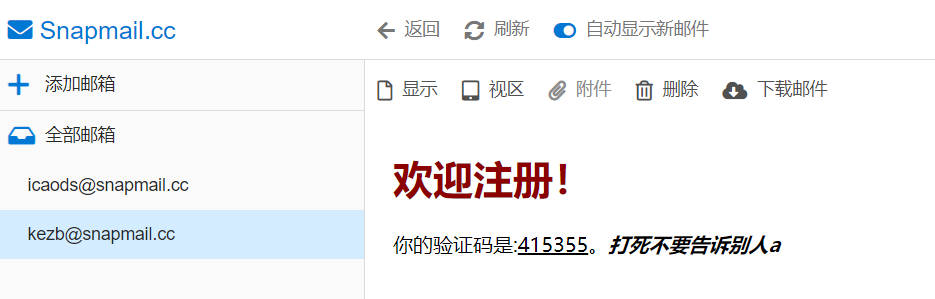 Snapmail.cc
返回 刷新 自动显示新邮件
添加邮箱
显示 视区 附件 删除 下载邮件
全部邮箱
icaods@snapmail.cc
kezb@snapmail.cc
欢迎注册！
你的验证码是:415355。打死不要告诉别人a